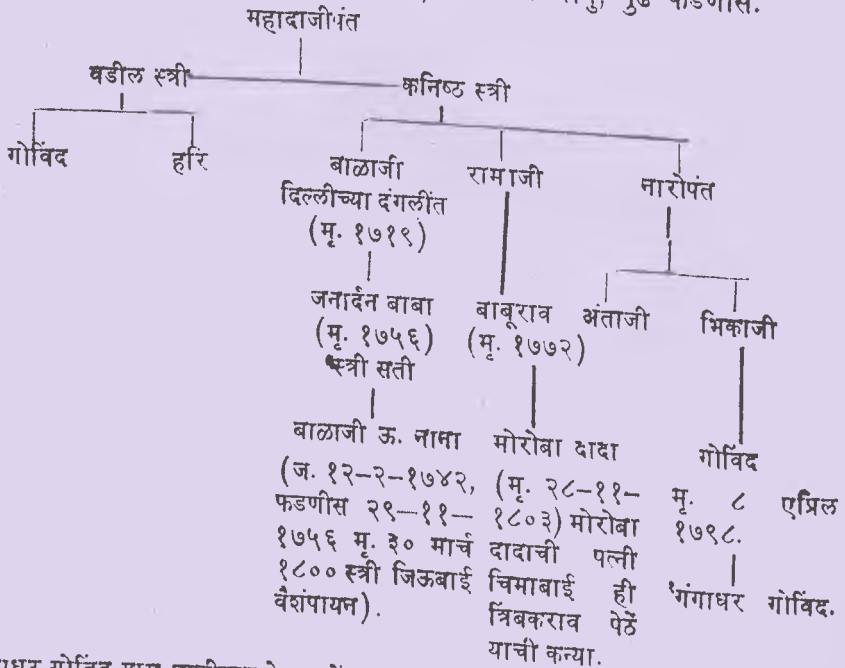 पुढें फडणीस.
महादाजीपंत
वडील स्त्री कनिष्ठ स्त्री
गोविंद हरि बाळाजी रामाजी नारोपंत
दिल्लीच्या दंगलींत
(मृ. १७१९)
जनार्दन बाबा बाबूराव अंताजी भिकाजी
(मृ. १७५६) (मृ. १७७२)
स्त्री सती
बाळाजी ऊ. नाना मोरोबा दादा गोविंद
(ज. १२-२-१७४२, (मृ. २८-११- मृ. ८ एप्रिल
फडणीस २९-११- १८०३) मोरोबा १७९८.
१७५६ मृ. ३० मार्च दादाची पत्नी
१८०० स्त्री जिऊबाई चिमाबाई ही गंगाधर गोविंद.
वैशंपायन). त्रिंबकराव पेठें
याची कन्या.
गोविंद